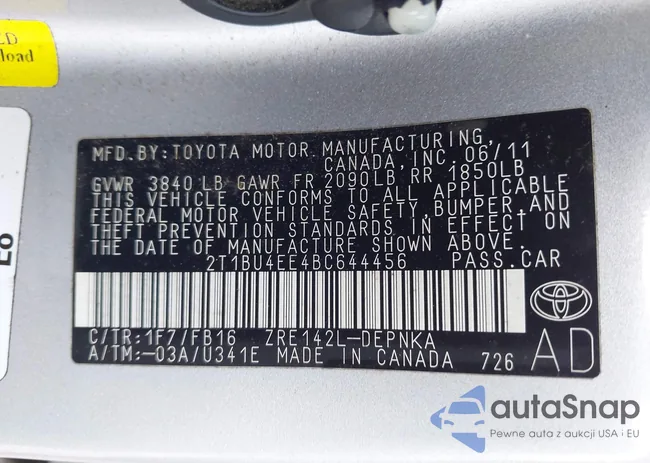 LD
load
MFD.BY:TOYOTA MOTOR MANUFACTURING
CANADA, INC. 06/11
GVWR 3840 LB GAWR FR 2090LB, RR 1850LB
THIS VEHICLE CONFORMS TO ALL APPLICABLE
FEDERAL MOTOR VEHICLE SAFETY, BUMPER, AND
THEFT PREVENTION STANDARDS IN EFFECT ON
THE DATE OF MANUFACTURE SHOWN ABOVE.
2T1BU4EE4BC644456 PASS.CAR
C/TR:1F7/FB16 ZRE142L-DEPNKA
A/TM:-03A/U341E MADE IN CANADA 726
AD
autaSnap
Pewne auta z aukcji USA i EU